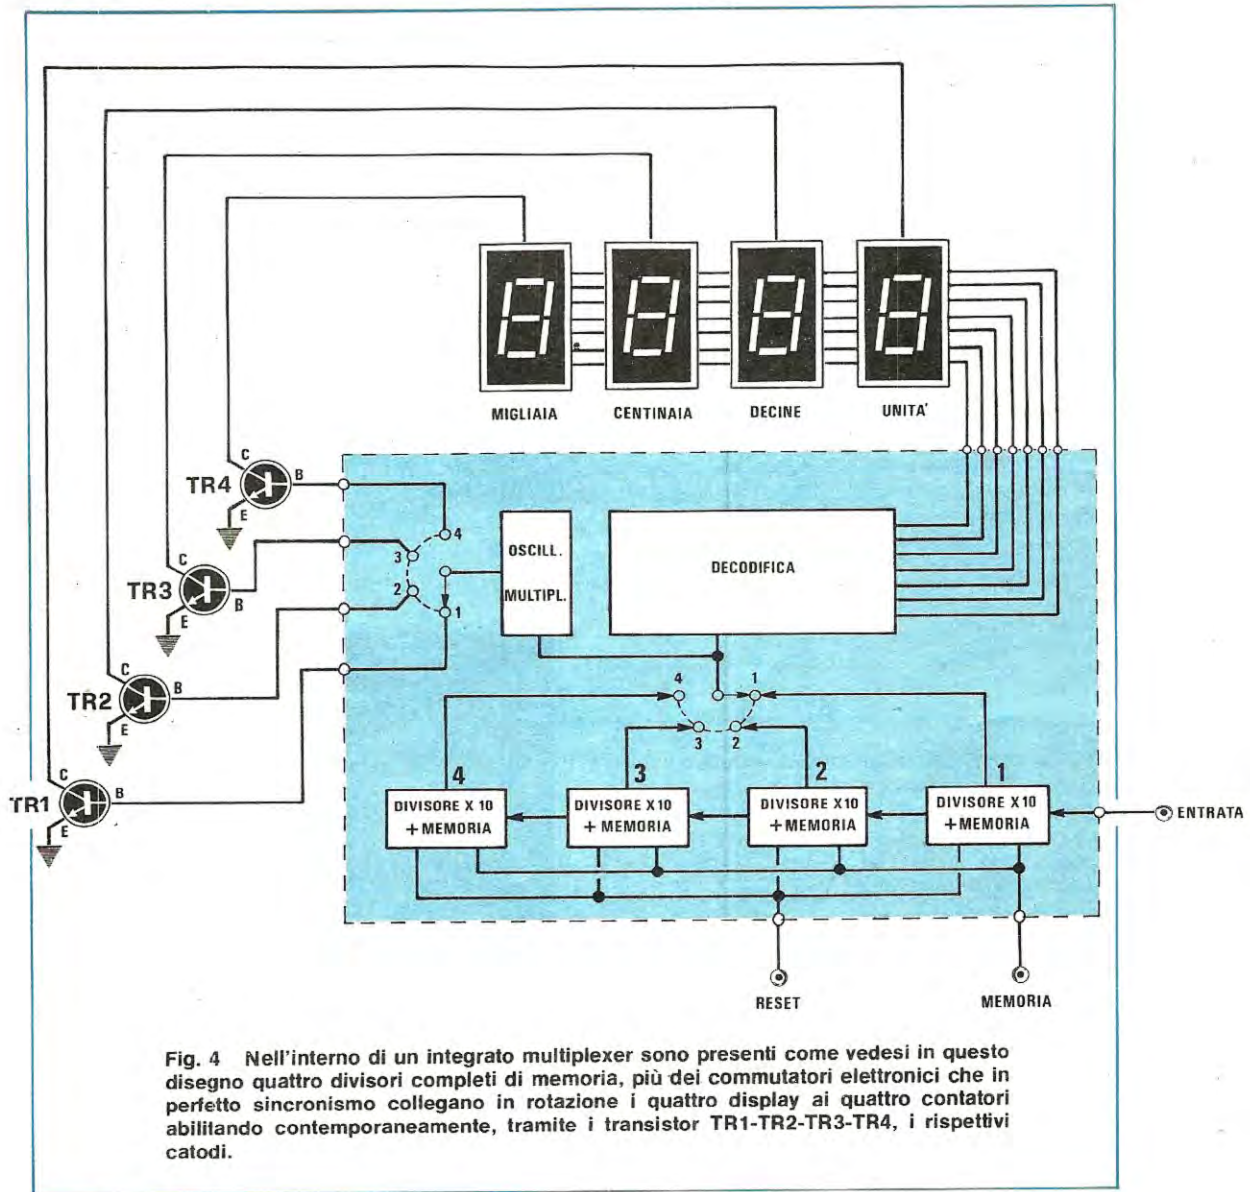 MIGLIAIA CENTINAIA DECINE UNITA'
C
B
TR4
E
C
TR3
B
E
C
TR2
B
E
C
TR1
B
E
4
3
2
1
OSCILL.
MULTIPL.
DECODIFICA
4 1
3 2
4 3 2 1
DIVISORE X 10
+ MEMORIA
DIVISORE X 10
+ MEMORIA
DIVISORE X 10
+ MEMORIA
DIVISORE X 10
+ MEMORIA
ENTRATA
RESET
MEMORIA
Fig. 4 Nell'interno di un integrato multiplexer sono presenti come vedesi in questo
disegno quattro divisori completi di memoria, più dei commutatori elettronici che in
perfetto sincronismo collegano in rotazione i quattro display ai quattro contatori
abilitando contemporaneamente, tramite i transistor TR1-TR2-TR3-TR4, i rispettivi
catodi.